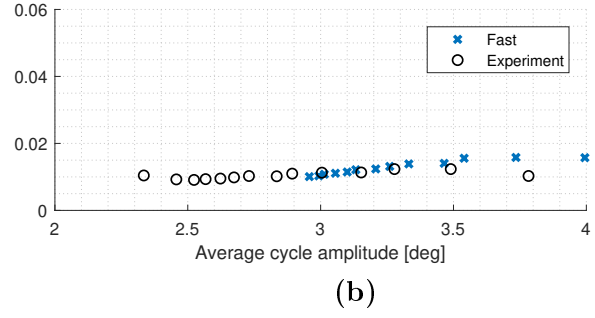 0.06
Fast
Experiment
0.04
0.02
0
2 2.5 3 3.5 4
Average cycle amplitude [deg]
(b)